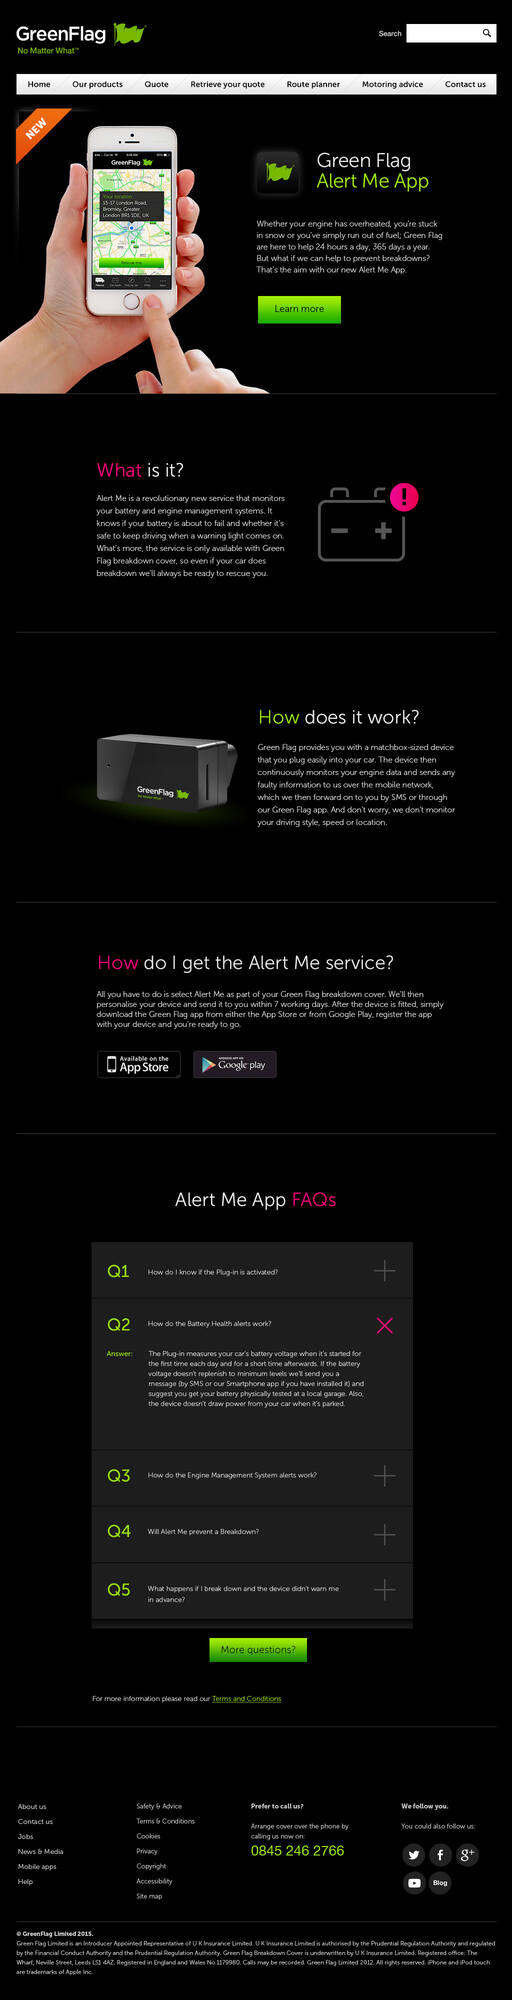 GreenFlag
No Matter What™
Search
Home Our products Quote Retrieve your quote Route planner Motoring advice Contact us
NEW
GreenFlag
Your location
15-17 London Road,
Bromley, Greater
London BR1 1DE, UK
Rescue me
Green Flag
Alert Me App
Whether your engine has overheated, you're stuck
in snow or you've simply run out of fuel; Green Flag
are here to help 24 hours a day, 365 days a year.
But what if we can help to prevent breakdowns?
That's the aim with our new Alert Me App.
Learn more
What is it?
Alert Me is a revolutionary new service that monitors
your battery and engine management systems. It
knows if your battery is about to fail and whether it's
safe to keep driving when a warning light comes on.
What's more, the service is only available with Green
Flag breakdown cover, so even if your car does
breakdown we'll always be ready to rescue you.
How does it work?
Green Flag provides you with a matchbox-sized device
that you plug easily into your car. The device then
continuously monitors your engine data and sends any
faulty information to us over the mobile network,
which we then forward on to you by SMS or through
our Green Flag app. And don't worry, we don't monitor
your driving style, speed or location.
GreenFlag
No Matter What™
How do I get the Alert Me service?
All you have to do is select Alert Me as part of your Green Flag breakdown cover. We'll then
personalise your device and send it to you within 7 working days. After the device is fitted, simply
download the Green Flag app from either the App Store or from Google Play, register the app
with your device and you're ready to go.
Available on the
App Store
ANDROID APP ON
Google play
Alert Me App FAQs
Q1 How do I know if the Plug-in is activated?
Q2 How do the Battery Health alerts work?
Answer: The Plug-in measures your car's battery voltage when it's started for
the first time each day and for a short time afterwards. If the battery
voltage doesn't replenish to minimum levels we'll send you a
message (by SMS or our Smartphone app if you have installed it) and
suggest you get your battery physically tested at a local garage. Also,
the device doesn't draw power from your car when it's parked.
Q3 How do the Engine Management System alerts work?
Q4 Will Alert Me prevent a Breakdown?
Q5 What happens if I break down and the device didn't warn me
in advance?
More questions?
For more information please read our Terms and Conditions
About us
Contact us
Jobs
News & Media
Mobile apps
Help
Safety & Advice
Terms & Conditions
Cookies
Privacy
Copyright
Accessibility
Site map
Prefer to call us?
Arrange cover over the phone by
calling us now on:
0845 246 2766
We follow you.
You could also follow us:
Blog
© GreenFlag Limited 2015.
Green Flag Limited is an Introducer Appointed Representative of U K Insurance Limited. U K Insurance Limited is authorised by the Prudential Regulation Authority and regulated
by the Financial Conduct Authority and the Prudential Regulation Authority. Green Flag Breakdown Cover is underwritten by U K Insurance Limited. Registered office: The
Wharf, Neville Street, Leeds LS1 4AZ. Registered in England and Wales No.1179980. Calls may be recorded. Green Flag Limited 2012. All rights reserved. iPhone and iPod touch
are trademarks of Apple Inc.